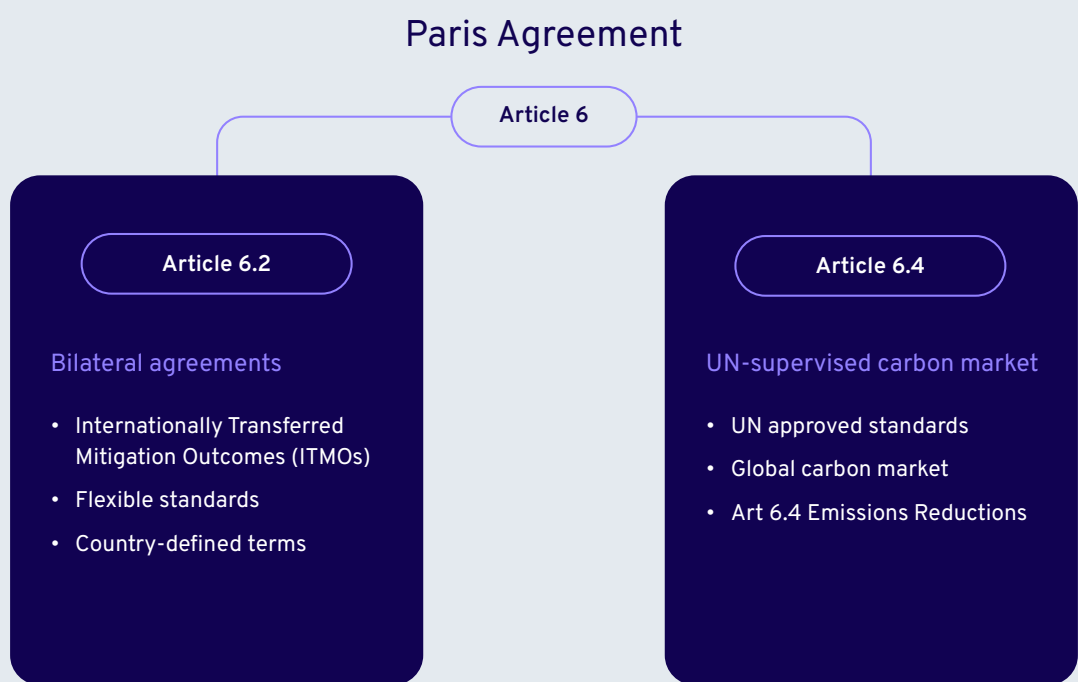 Paris Agreement
Article 6
Article 6.2
Bilateral agreements
• Internationally Transferred
Mitigation Outcomes (ITMOs)
• Flexible standards
• Country-defined terms
Article 6.4
UN-supervised carbon market
• UN approved standards
• Global carbon market
• Art 6.4 Emissions Reductions